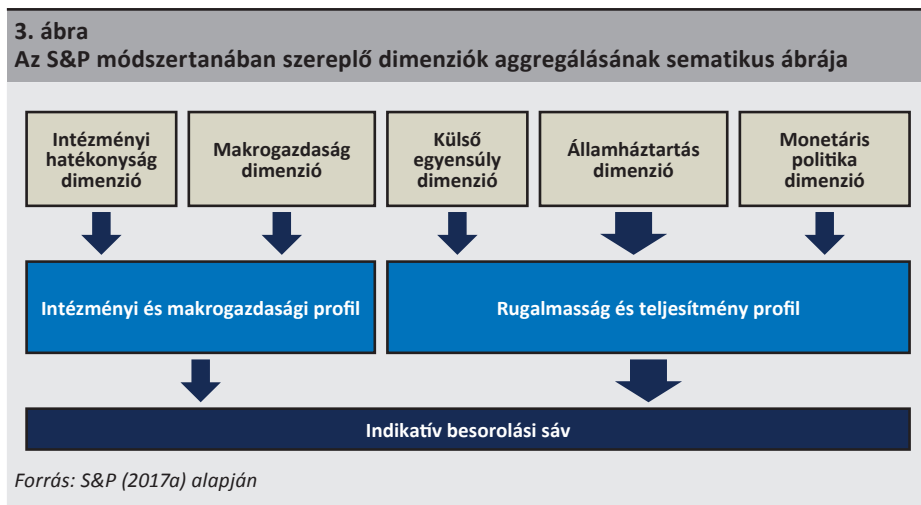 3. ábra
Az S&P módszertanában szereplő dimenziók aggregálásának sematikus ábrája
Intézményi
hatékonyság
dimenzió
Makrogazdaság
dimenzió
Külső
egyensúly
dimenzió
Államháztartás
dimenzió
Monetáris
politika
dimenzió
Intézményi és makrogazdasági profil
Rugalmasság és teljesítmény profil
Indikatív besorolási sáv
Forrás: S&P (2017a) alapján